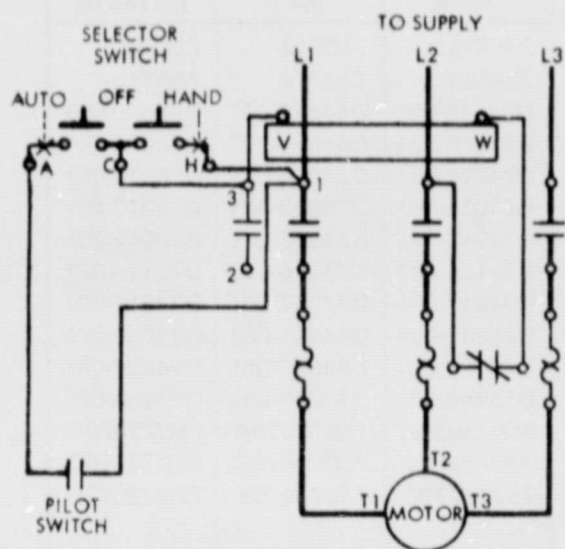 TO SUPPLY
SELECTOR
SWITCH
L1
L2
L3
AUTO
OFF
HAND
V
W
A
C
H
3
1
2
T2
T1
MOTOR
T3
PILOT
SWITCH